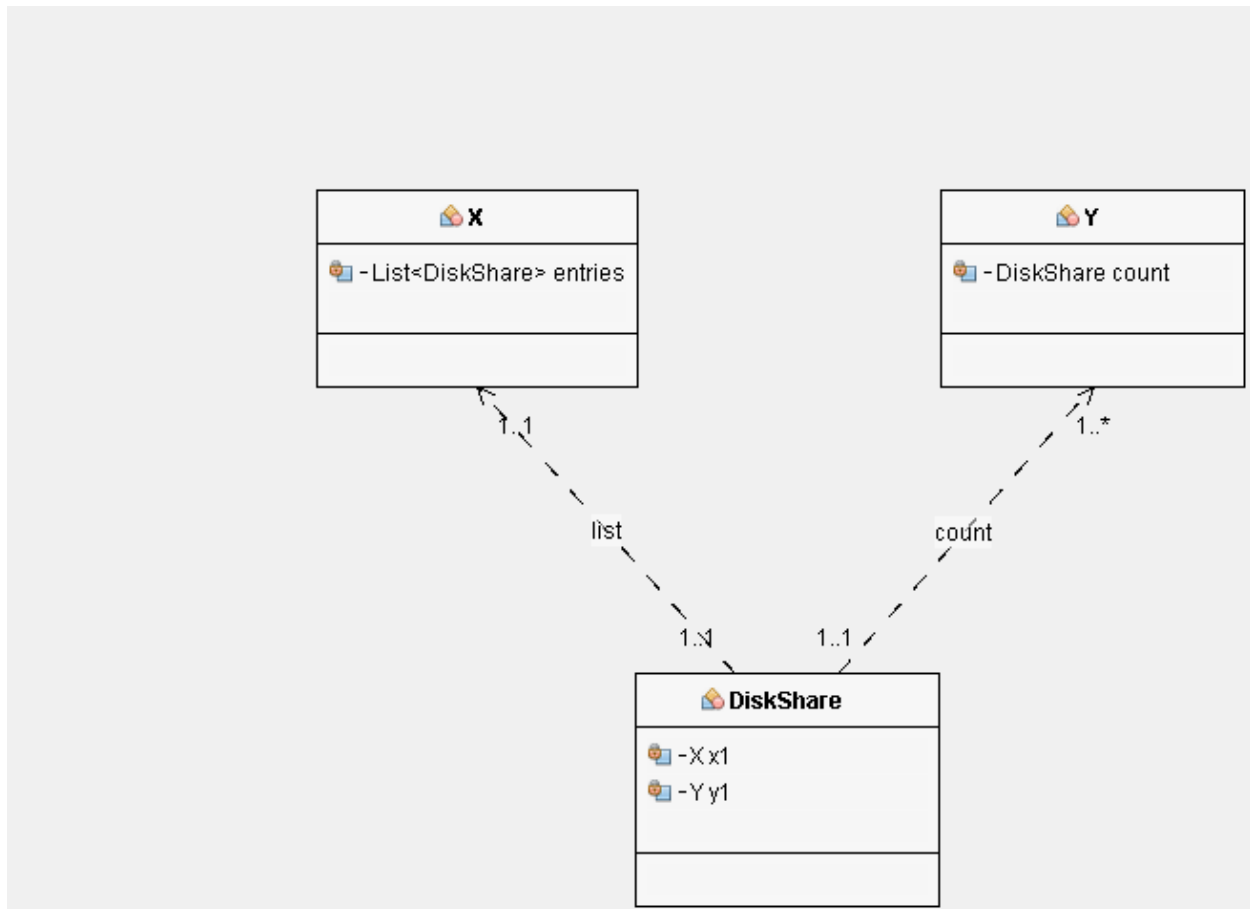 X
-List<DiskShare> entries
Y
-DiskShare count
1..1
1..*
list
count
1..1
1..1
DiskShare
-X x1
-Y y1